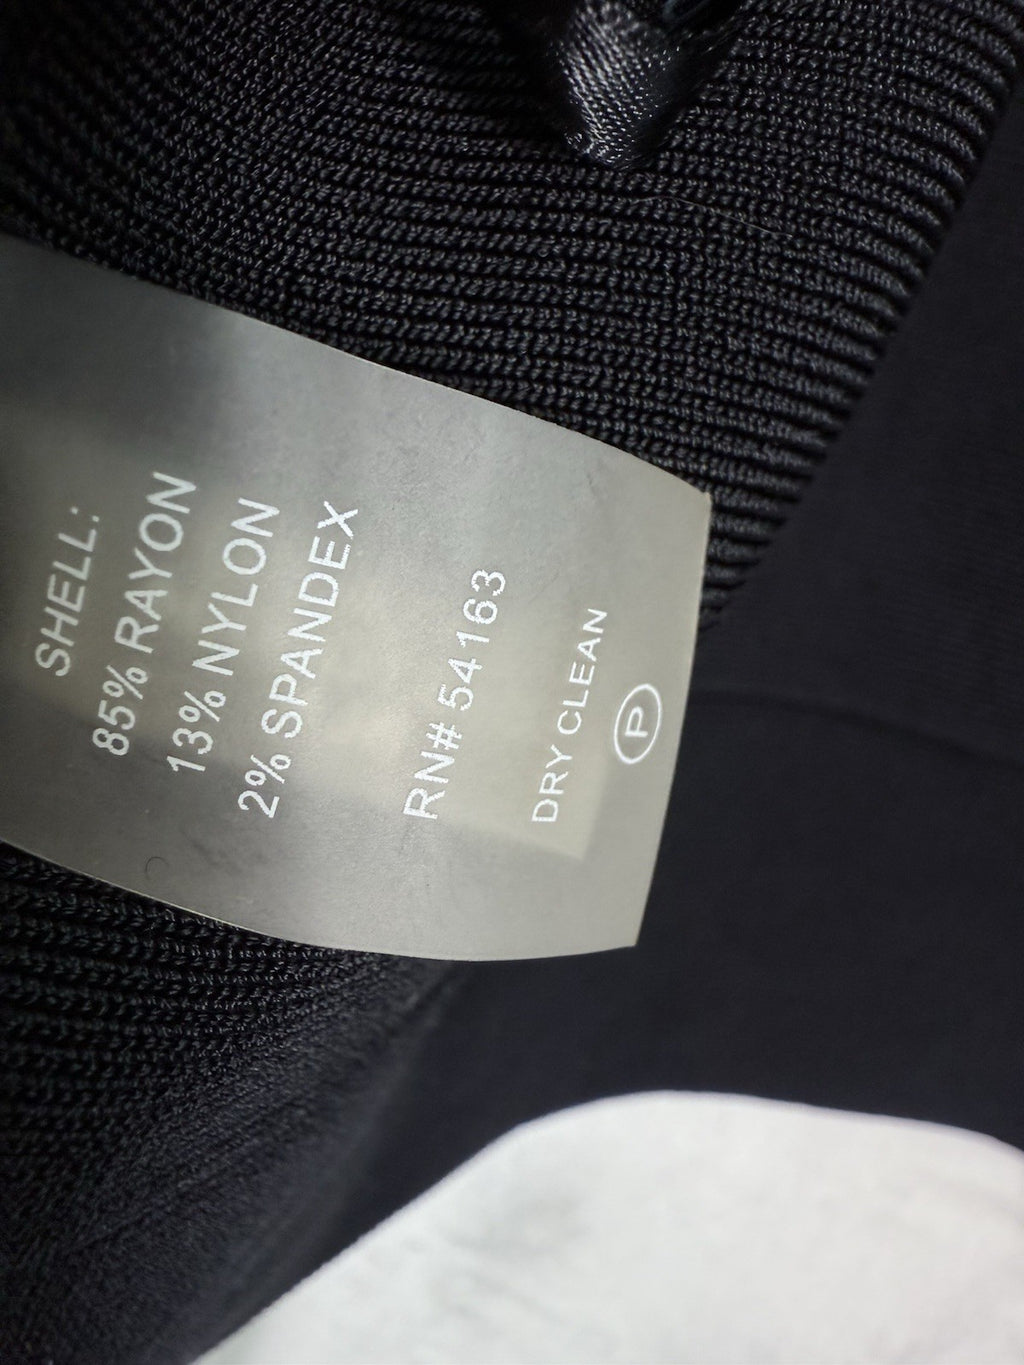 SHELL:
85% RAYON
13% NYLON
2% SPANDEX
RN# 54163
DRY CLEAN
P